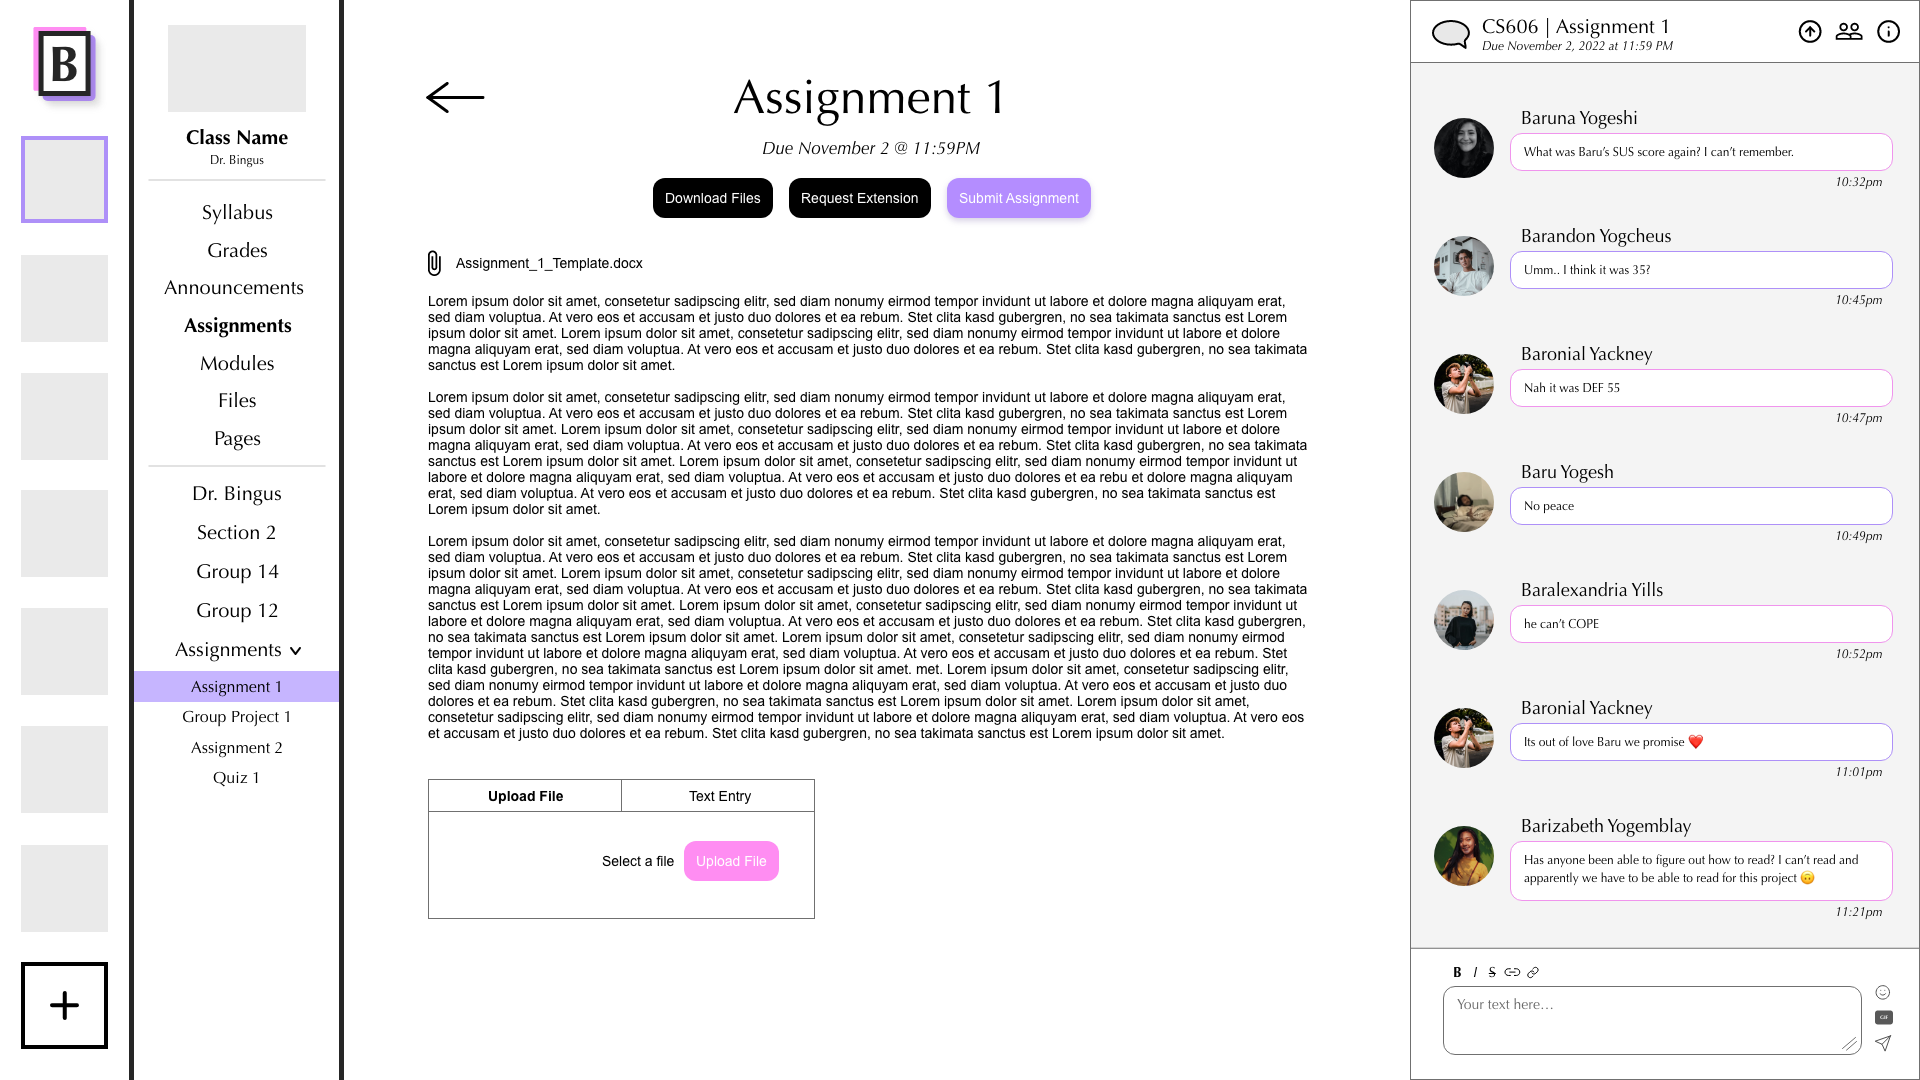 B
Class Name
Dr. Bingus
Syllabus
Grades
Announcements
Assignments
Modules
Files
Pages
Dr. Bingus
Section 2
Group 14
Group 12
Assignments
Assignment 1
Group Project 1
Assignment 2
Quiz 1
Assignment 1
Due November 2 @ 11:59PM
Download Files
Request Extension
Submit Assignment
Assignment_1_Template.docx
Lorem ipsum dolor sit amet, consetetur sadipscing elitr, sed diam nonumy eirmod tempor invidunt ut labore et dolore magna aliquyam erat,
sed diam voluptua. At vero eos et accusam et justo duo dolores et ea rebum. Stet clita kasd gubergren, no sea takimata sanctus est Lorem
ipsum dolor sit amet. Lorem ipsum dolor sit amet, consetetur sadipscing elitr, sed diam nonumy eirmod tempor invidunt ut labore et dolore
magna aliquyam erat, sed diam voluptua. At vero eos et accusam et justo duo dolores et ea rebum. Stet clita kasd gubergren, no sea takimata
sanctus est Lorem ipsum dolor sit amet.
Lorem ipsum dolor sit amet, consetetur sadipscing elitr, sed diam nonumy eirmod tempor invidunt ut labore et dolore magna aliquyam erat,
sed diam voluptua. At vero eos et accusam et justo duo dolores et ea rebum. Stet clita kasd gubergren, no sea takimata sanctus est Lorem
ipsum dolor sit amet. Lorem ipsum dolor sit amet, consetetur sadipscing elitr, sed diam nonumy eirmod tempor invidunt ut labore et dolore
magna aliquyam erat, sed diam voluptua. At vero eos et accusam et justo duo dolores et ea rebum. Stet clita kasd gubergren, no sea takimata
sanctus est Lorem ipsum dolor sit amet. Lorem ipsum dolor sit amet, consetetur sadipscing elitr, sed diam nonumy eirmod tempor invidunt ut
labore et dolore magna aliquyam erat, sed diam voluptua. At vero eos et accusam et justo duo dolores et ea rebu et dolore magna aliquyam
erat, sed diam voluptua. At vero eos et accusam et justo duo dolores et ea rebum. Stet clita kasd gubergren, no sea takimata sanctus est
Lorem ipsum dolor sit amet.
Lorem ipsum dolor sit amet, consetetur sadipscing elitr, sed diam nonumy eirmod tempor invidunt ut labore et dolore magna aliquyam erat,
sed diam voluptua. At vero eos et accusam et justo duo dolores et ea rebum. Stet clita kasd gubergren, no sea takimata sanctus est Lorem
ipsum dolor sit amet. Lorem ipsum dolor sit amet, consetetur sadipscing elitr, sed diam nonumy eirmod tempor invidunt ut labore et dolore
magna aliquyam erat, sed diam voluptua. At vero eos et accusam et justo duo dolores et ea rebum. Stet clita kasd gubergren, no sea takimata
sanctus est Lorem ipsum dolor sit amet. Lorem ipsum dolor sit amet, consetetur sadipscing elitr, sed diam nonumy eirmod tempor invidunt ut
labore et dolore magna aliquyam erat, sed diam voluptua. At vero eos et accusam et justo duo dolores et ea rebum. Stet clita kasd gubergren,
no sea takimata sanctus est Lorem ipsum dolor sit amet. Lorem ipsum dolor sit amet, consetetur sadipscing elitr, sed diam nonumy eirmod
tempor invidunt ut labore et dolore magna aliquyam erat, sed diam voluptua. At vero eos et accusam et justo duo dolores et ea rebum. Stet
clita kasd gubergren, no sea takimata sanctus est Lorem ipsum dolor sit amet. met. Lorem ipsum dolor sit amet, consetetur sadipscing elitr,
sed diam nonumy eirmod tempor invidunt ut labore et dolore magna aliquyam erat, sed diam voluptua. At vero eos et accusam et justo duo
dolores et ea rebum. Stet clita kasd gubergren, no sea takimata sanctus est Lorem ipsum dolor sit amet. Lorem ipsum dolor sit amet,
consetetur sadipscing elitr, sed diam nonumy eirmod tempor invidunt ut labore et dolore magna aliquyam erat, sed diam voluptua. At vero eos
et accusam et justo duo dolores et ea rebum. Stet clita kasd gubergren, no sea takimata sanctus est Lorem ipsum dolor sit amet.
Upload File
Text Entry
Select a file
Upload File
CS606 | Assignment 1
Due November 2, 2022 at 11:59 PM
Baruna Yogeshi
What was Baru's SUS score again? I can't remember.
10:32pm
Barandon Yogcheus
Umm.. I think it was 35?
10:45pm
Baronial Yackney
Nah it was DEF 55
10:47pm
Baru Yogesh
No peace
10:49pm
Baralexandria Yills
he can't COPE
10:52pm
Baronial Yackney
Its out of love Baru we promise ❤️
11:01pm
Barizabeth Yogemblay
Has anyone been able to figure out how to read? I can't read and
apparently we have to be able to read for this project 🙃
11:21pm
B I S
Your text here...
GIF